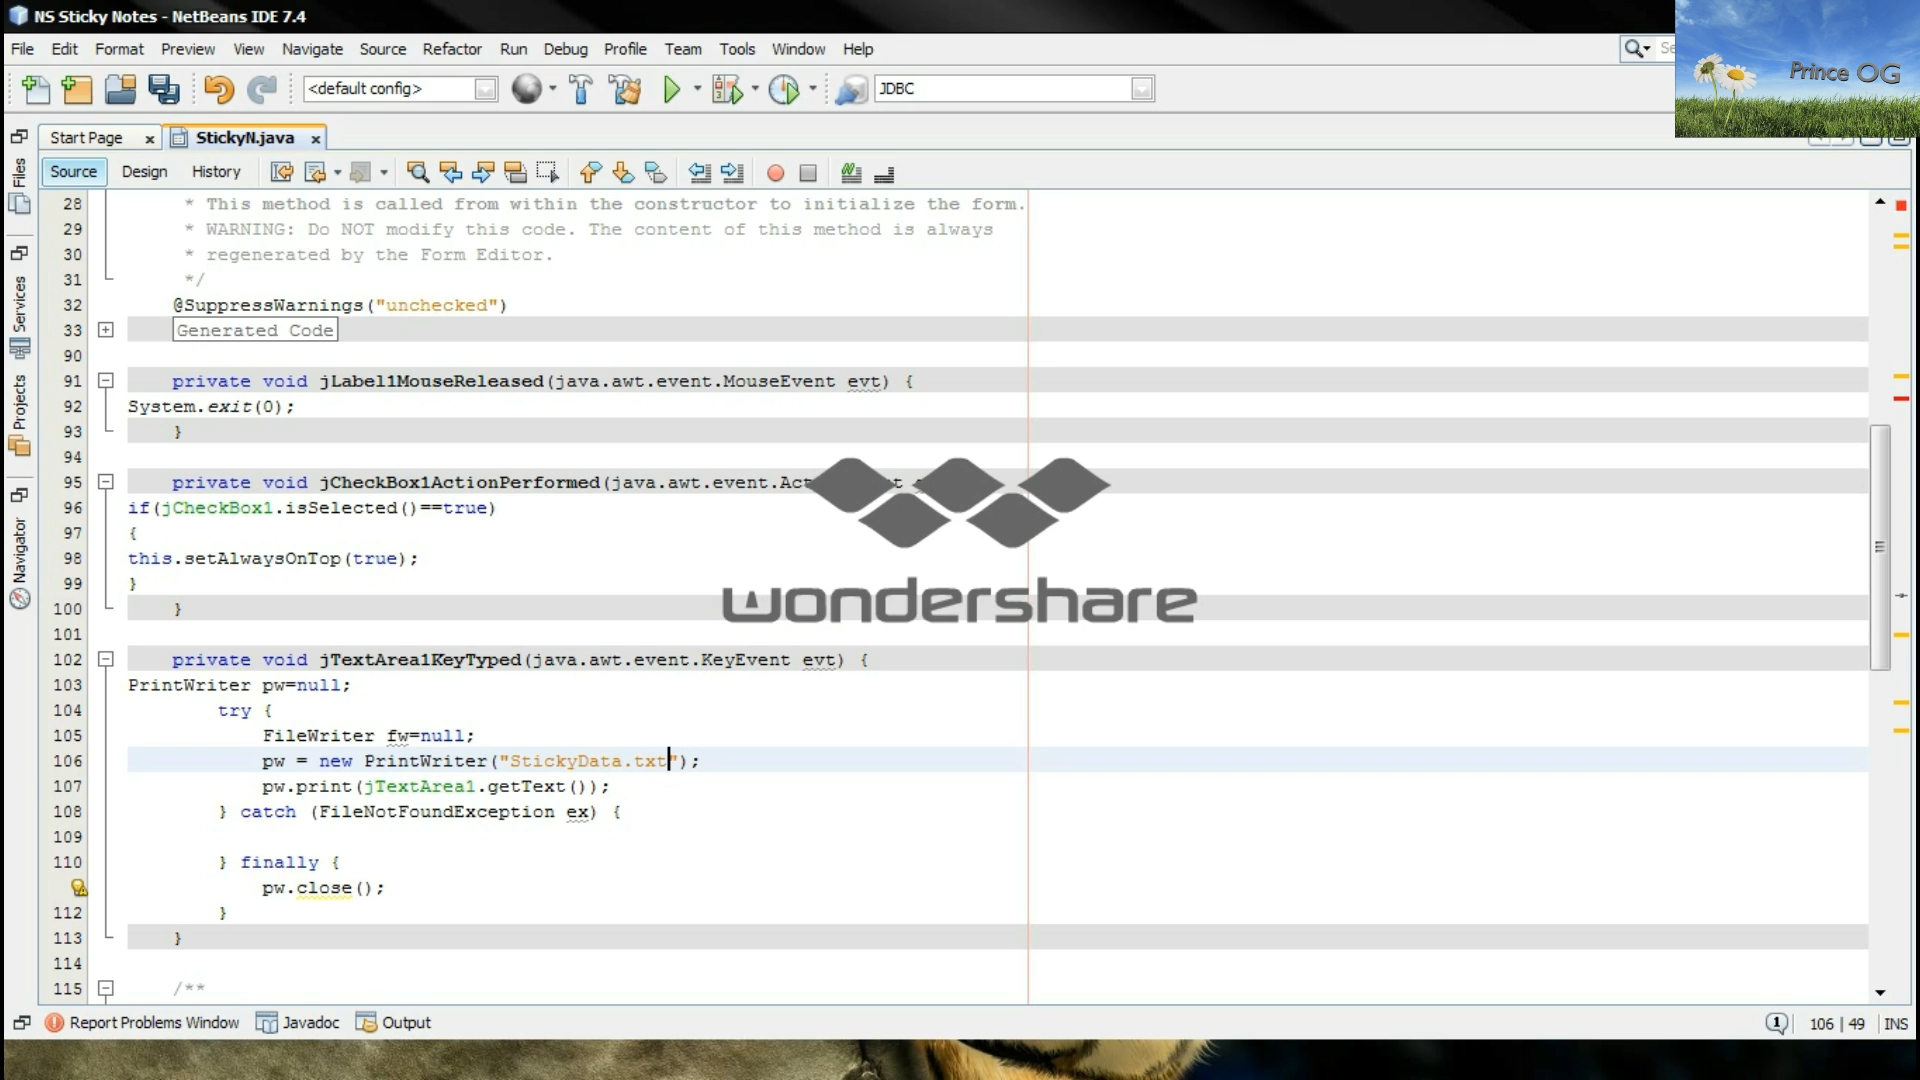 NS Sticky Notes - NetBeans IDE 7.4
File Edit Format Preview View Navigate Source Refactor Run Debug Profile Team Tools Window Help
Prince OG
<default config>
JDBC
Start Page x StickyN.java x
Source Design History
Files
Services
Projects
Navigator
28 * This method is called from within the constructor to initialize the form.
29 * WARNING: Do NOT modify this code. The content of this method is always
30 * regenerated by the Form Editor.
31 */
32 @SuppressWarnings("unchecked")
33 Generated Code
90
91 private void jLabel1MouseReleased(java.awt.event.MouseEvent evt) {
92 System.exit(0);
93 }
94
95 private void jCheckBox1ActionPerformed(java.awt.event.
96 if(jCheckBox1.isSelected()==true)
97 {
98 this.setAlwaysOnTop(true);
99 }
100 }
101
102 private void jTextArea1KeyTyped(java.awt.event.KeyEvent evt) {
103 PrintWriter pw=null;
104 try {
105 FileWriter fw=null;
106 pw = new PrintWriter("StickyData.txt");
107 pw.print(jTextArea1.getText());
108 } catch (FileNotFoundException ex) {
109
110 } finally {
pw.close();
112 }
113 }
114
115 /**
wondershare
Report Problems Window Javadoc Output
1 106 | 49 INS